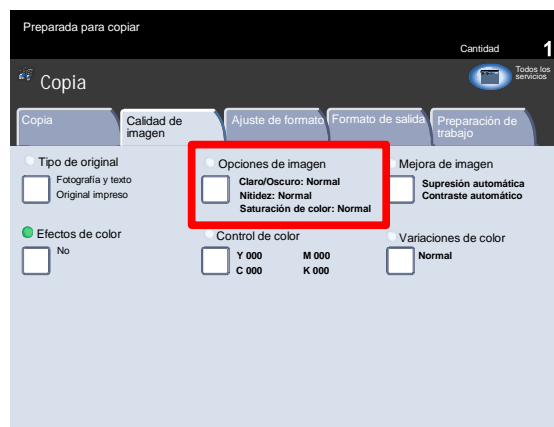 Preparada para copiar
Cantidad 1
Copia
Todos los
servicios
Copia
Calidad de
imagen
Ajuste de formato
Formato de salida
Preparación de
trabajo
Tipo de original
Fotografía y texto
Original impreso
Opciones de imagen
Claro/Oscuro: Normal
Nitidez: Normal
Saturación de color: Normal
Mejora de imagen
Supresión automática
Contraste automático
Efectos de color
No
Control de color
Y 000 M 000
C 000 K 000
Variaciones de color
Normal